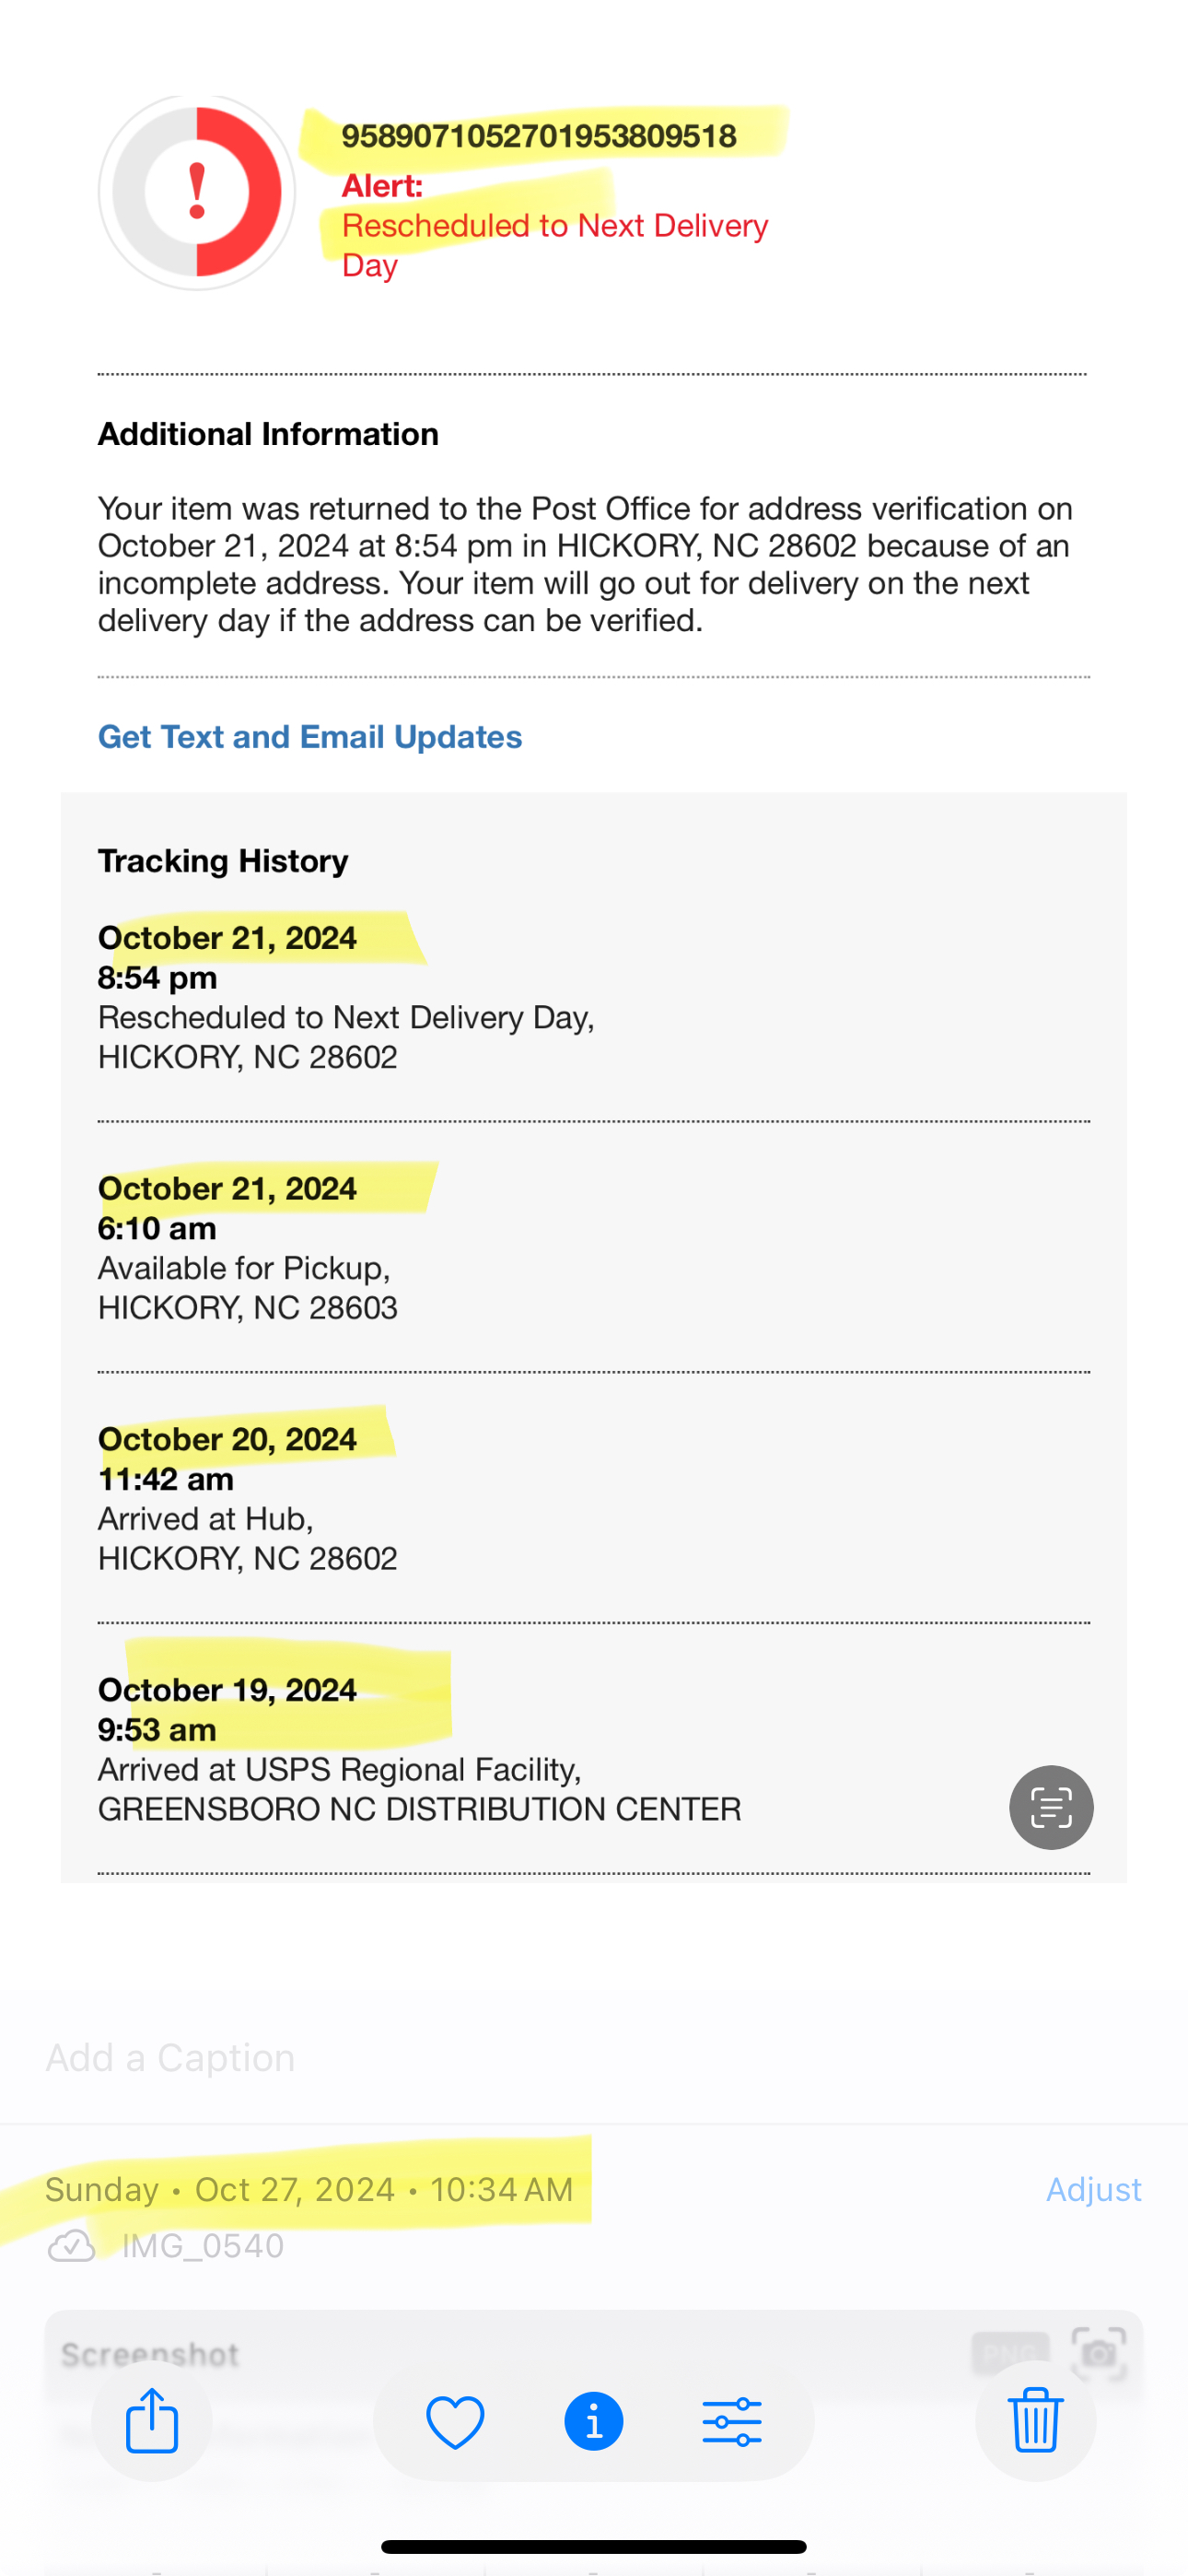 9589071052701953809518
Alert:
Rescheduled to Next Delivery
Day
Additional Information
Your item was returned to the Post Office for address verification on
October 21, 2024 at 8:54 pm in HICKORY, NC 28602 because of an
incomplete address. Your item will go out for delivery on the next
delivery day if the address can be verified.
Get Text and Email Updates
Tracking History
October 21, 2024
8:54 pm
Rescheduled to Next Delivery Day,
HICKORY, NC 28602
October 21, 2024
6:10 am
Available for Pickup,
HICKORY, NC 28603
October 20, 2024
11:42 am
Arrived at Hub,
HICKORY, NC 28602
October 19, 2024
9:53 am
Arrived at USPS Regional Facility,
GREENSBORO NC DISTRIBUTION CENTER
Add a Caption
Sunday • Oct 27, 2024 • 10:34 AM
Adjust
IMG_0540
Screenshot
PNG